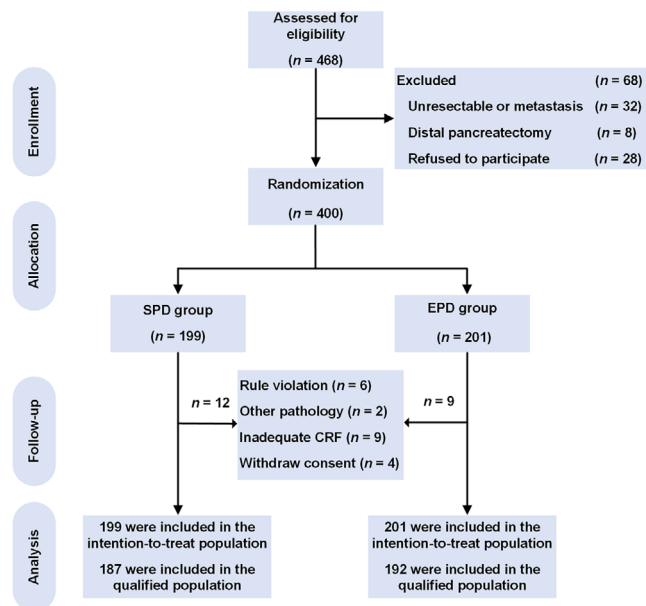 Assessed for
eligibility
(n = 468)
Enrollment
Excluded (n = 68)
Unresectable or metastasis (n = 32)
Distal pancreatectomy (n = 8)
Refused to participate (n = 28)
Randomization
(n = 400)
Allocation
SPD group
(n = 199)
EPD group
(n = 201)
Follow-up
n = 12
Rule violation (n = 6)
Other pathology (n = 2)
Inadequate CRF (n = 9)
Withdraw consent (n = 4)
n = 9
Analysis
199 were included in the
intention-to-treat population
187 were included in the
qualified population
201 were included in the
intention-to-treat population
192 were included in the
qualified population